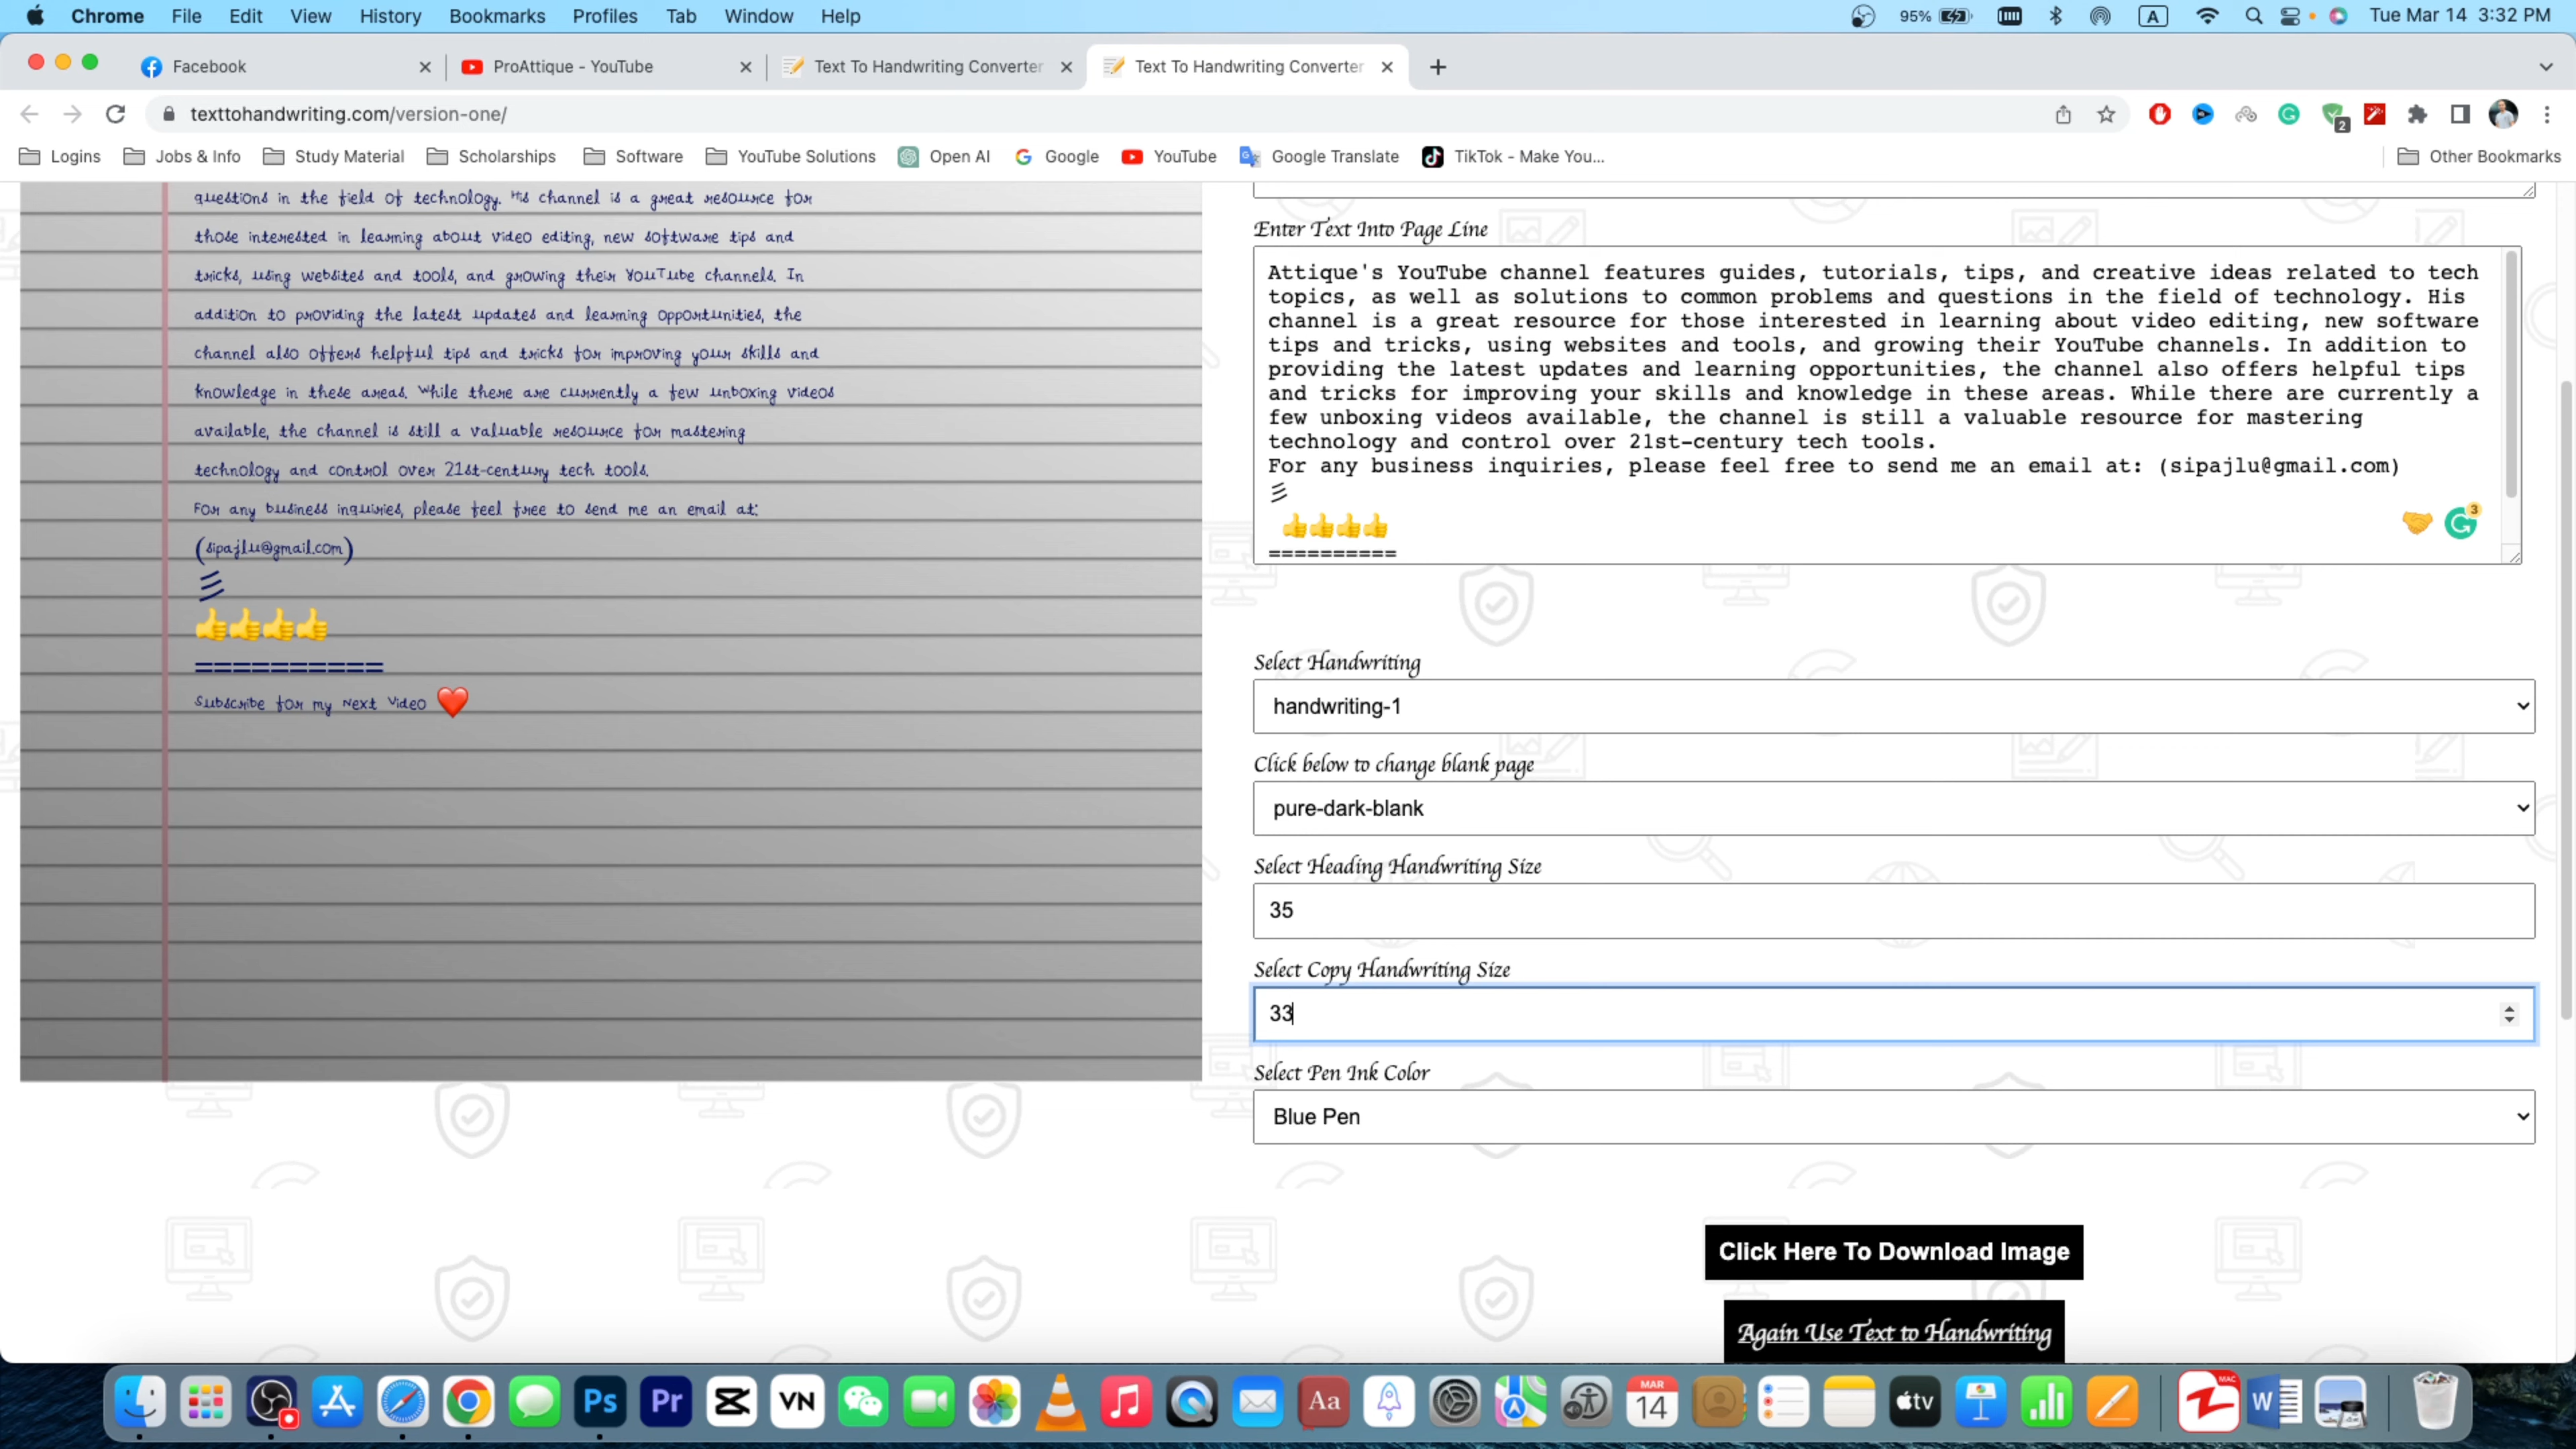 Chrome File Edit View History Bookmarks Profiles Tab Window Help 95% A Tue Mar 14 3:32 PM
Facebook ProAttique - YouTube Text To Handwriting Converter Text To Handwriting Converter
texttohandwriting.com/version-one/ 2
Logins Jobs & Info Study Material Scholarships Software YouTube Solutions Open AI Google YouTube Google Translate TikTok - Make You... Other Bookmarks
questions in the field of technology. His channel is a great resource for
those interested in learning about video editing, new software tips and
tricks, using websites and tools, and growing their YouTube channels. In
addition to providing the latest updates and learning opportunities, the
channel also offers helpful tips and tricks for improving your skills and
knowledge in these areas. While there are currently a few unboxing videos
available, the channel is still a valuable resource for mastering
technology and control over 21st-century tech tools.
For any business inquiries, please feel free to send me an email at:
(sipajlu@gmail.com)
彡
👍👍👍👍
==========
Subscribe for my Next Video ❤️
Enter Text Into Page Line
Attique's YouTube channel features guides, tutorials, tips, and creative ideas related to tech
topics, as well as solutions to common problems and questions in the field of technology. His
channel is a great resource for those interested in learning about video editing, new software
tips and tricks, using websites and tools, and growing their YouTube channels. In addition to
providing the latest updates and learning opportunities, the channel also offers helpful tips
and tricks for improving your skills and knowledge in these areas. While there are currently a
few unboxing videos available, the channel is still a valuable resource for mastering
technology and control over 21st-century tech tools.
For any business inquiries, please feel free to send me an email at: (sipajlu@gmail.com)
彡
👍👍👍👍
3
==========
Select Handwriting
handwriting-1
Click below to change blank page
pure-dark-blank
Select Heading Handwriting Size
35
Select Copy Handwriting Size
33
Select Pen Ink Color
Blue Pen
Click Here To Download Image
Again Use Text to Handwriting
Ps Pr VN Aa MAR 14 tv MAC W